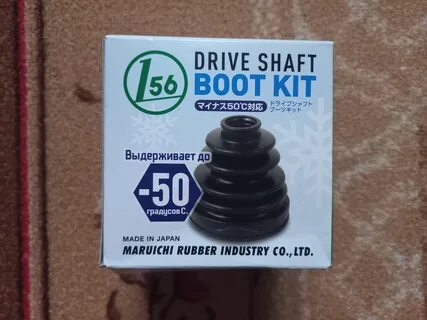 156
DRIVE SHAFT
BOOT KIT
マイナス50℃対応
ドライブシャフト
ブーツキット
Выдерживает до
-50
градусов С.
MADE IN JAPAN
MARUICHI RUBBER INDUSTRY CO.,LTD.